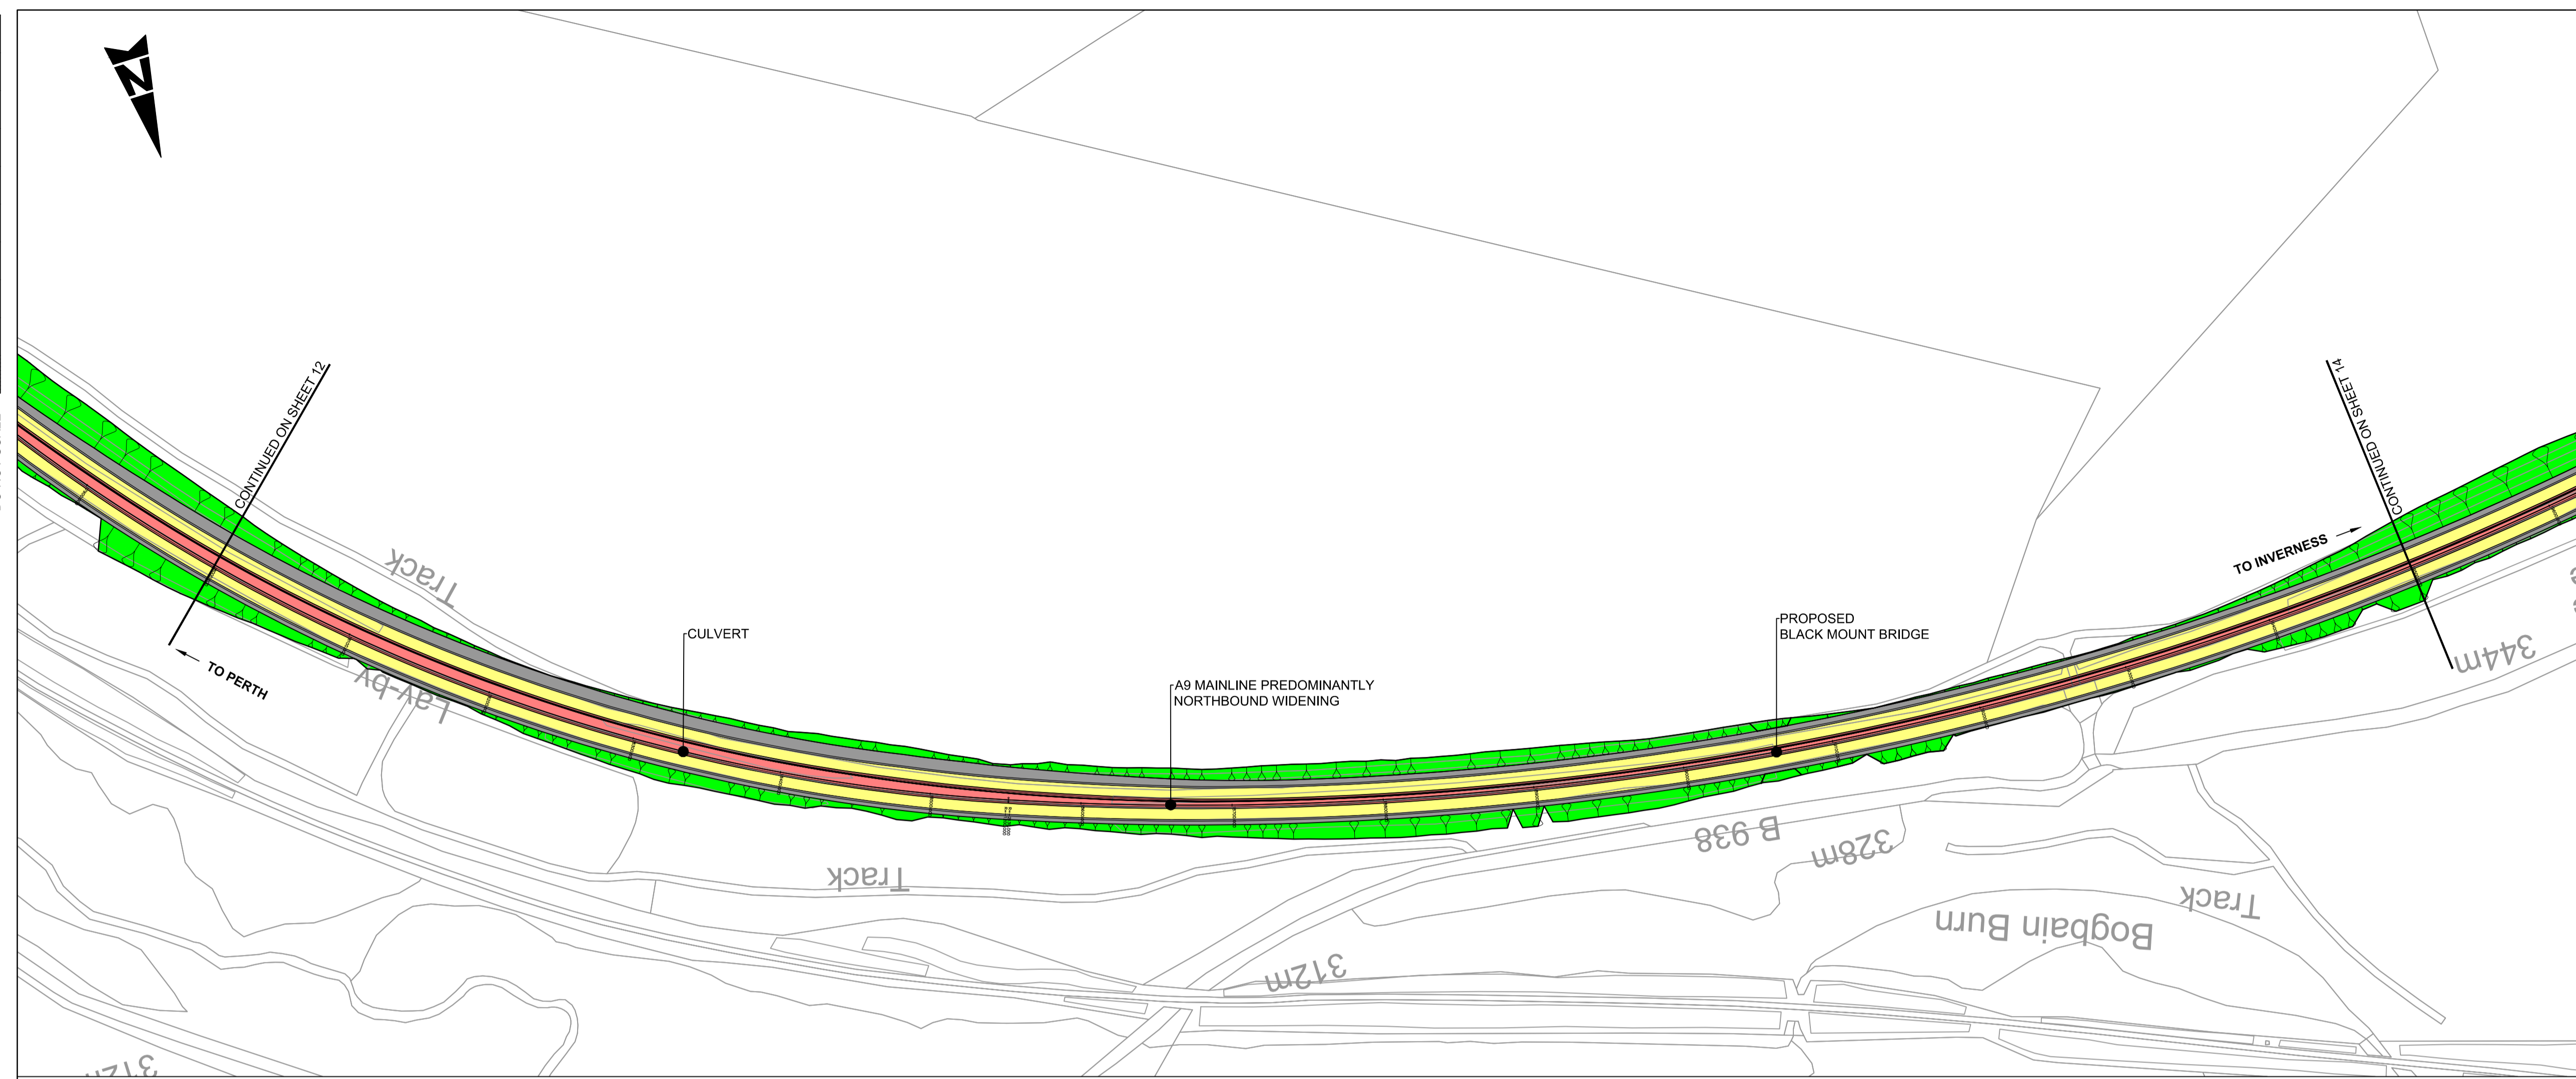 N
CONTINUED ON SHEET 12
CONTINUED ON SHEET 14
TO INVERNESS
Track
CULVERT
PROPOSED
BLACK MOUNT BRIDGE
344m
TO PERTH
Lay-by
A9 MAINLINE PREDOMINANTLY
NORTHBOUND WIDENING
B 938
328m
Track
Track
Bogbain Burn
312m